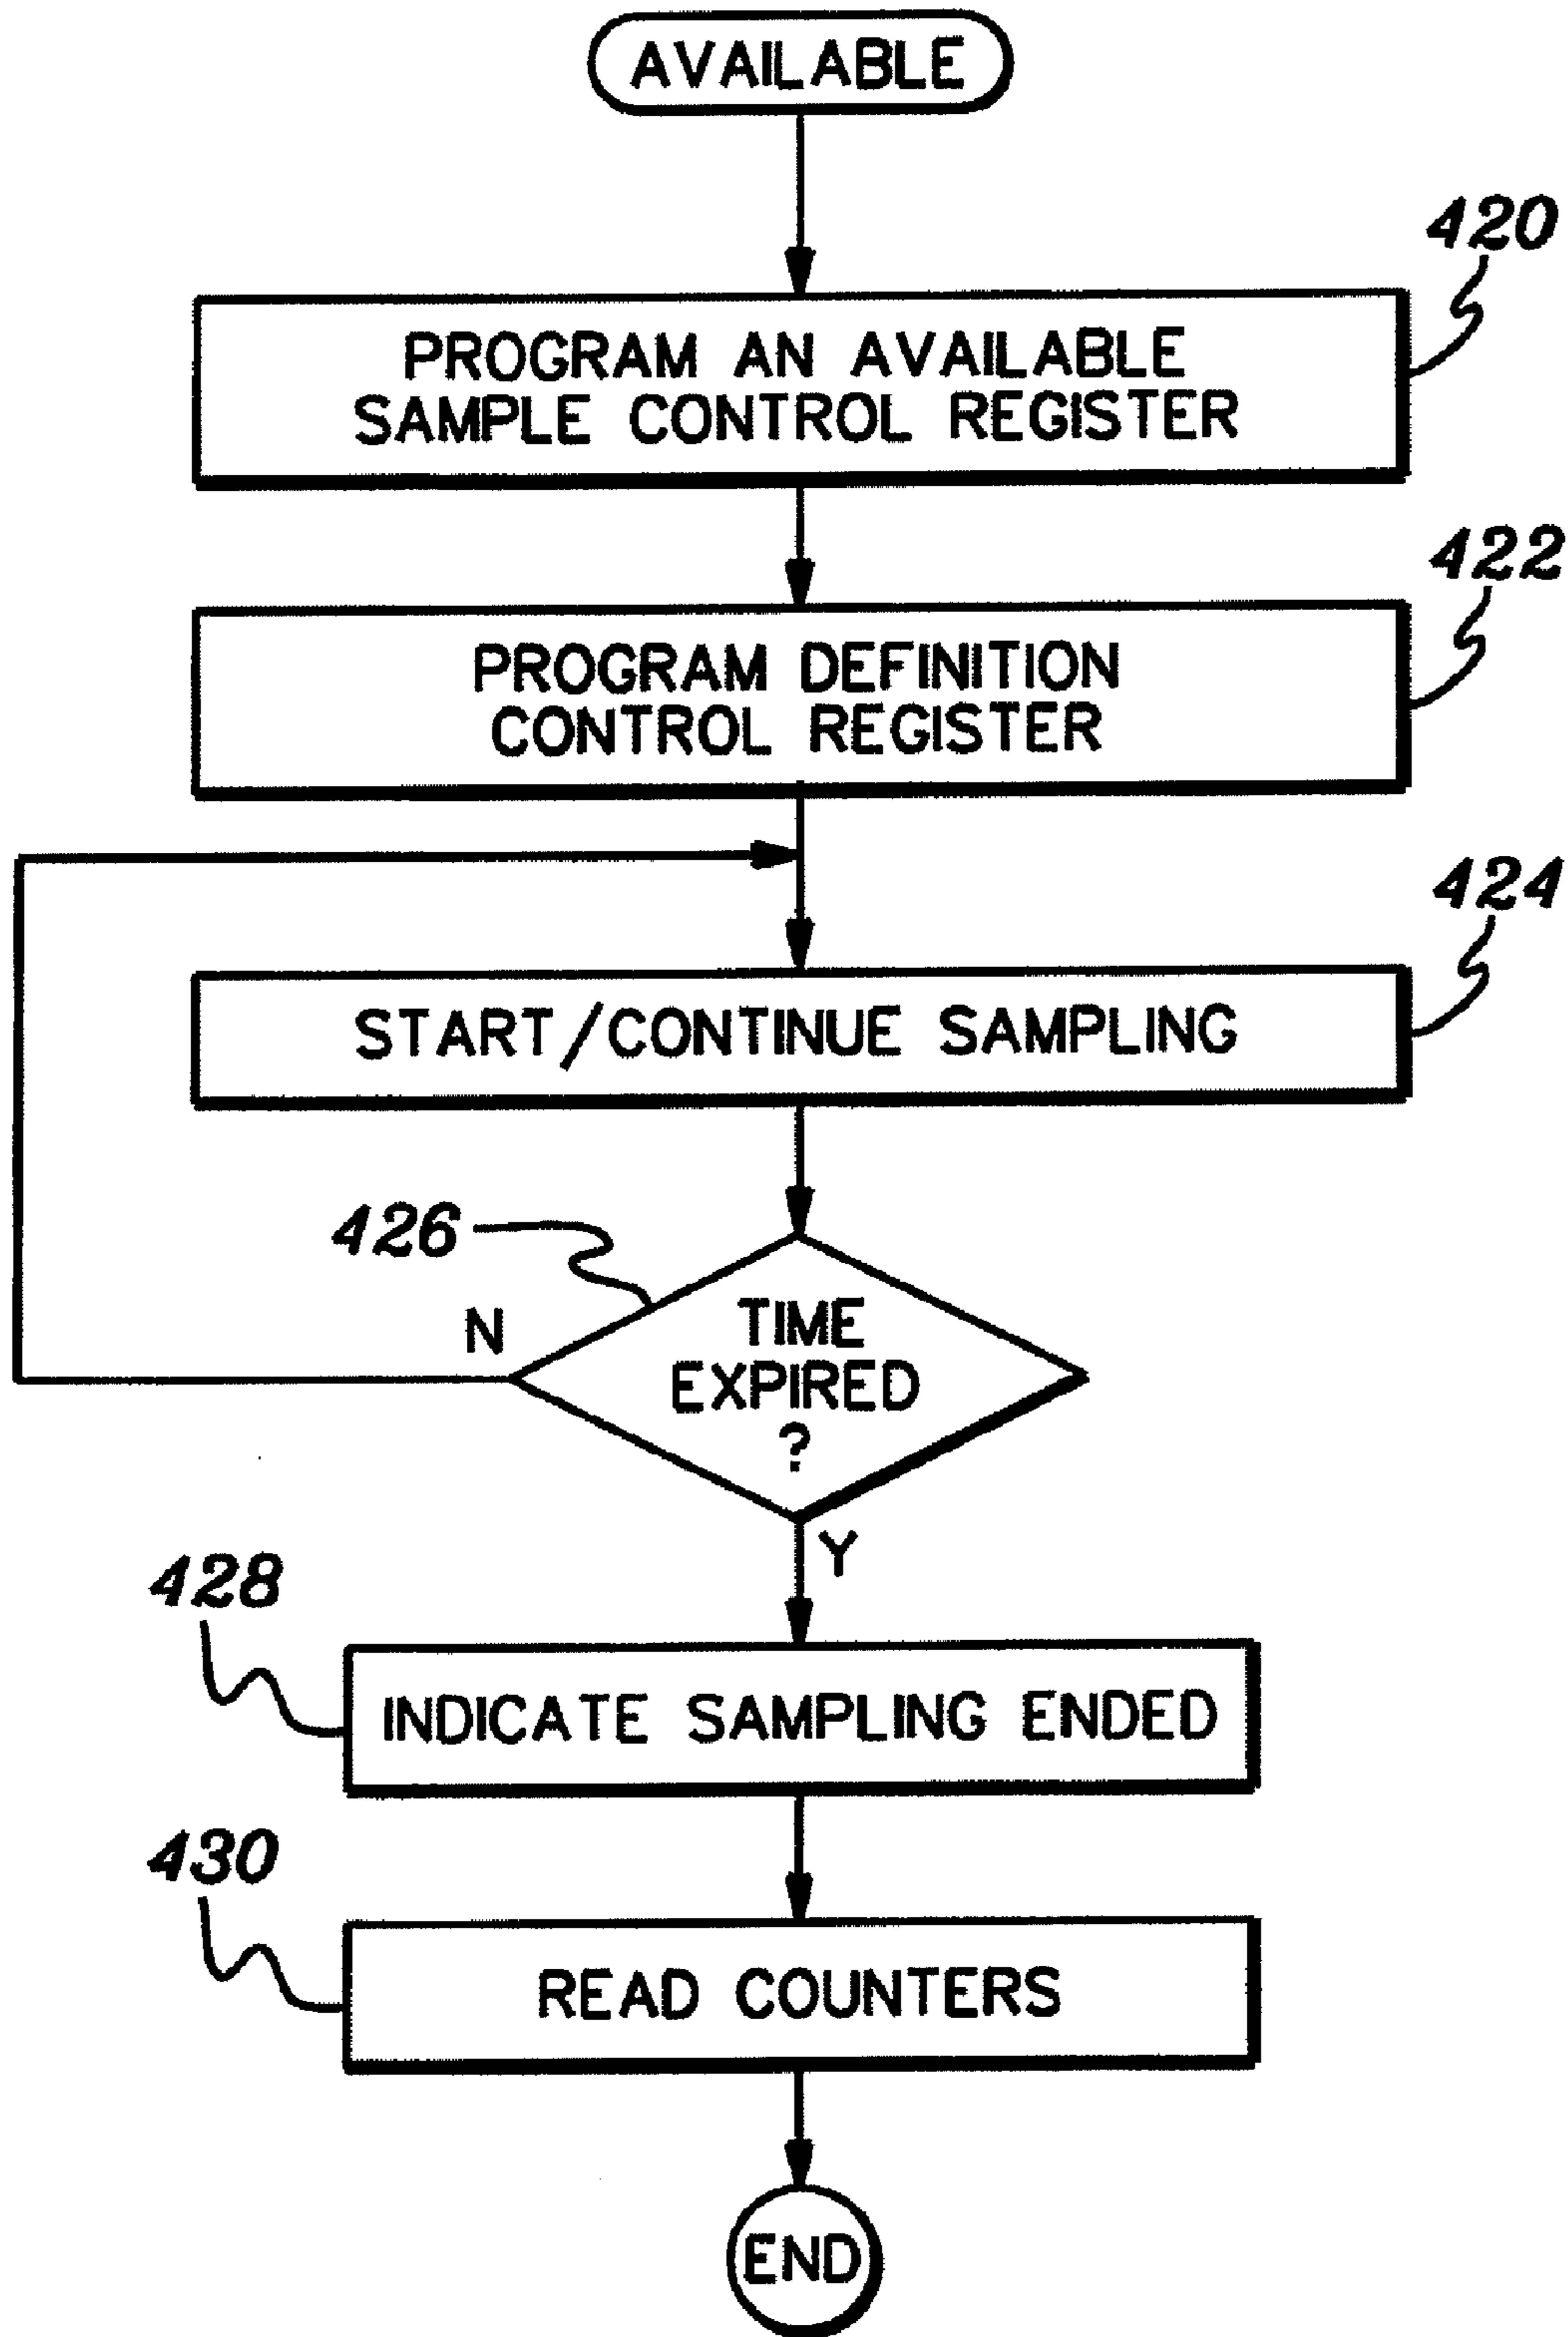 AVAILABLE
420
PROGRAM AN AVAILABLE
SAMPLE CONTROL REGISTER
422
PROGRAM DEFINITION
CONTROL REGISTER
424
START/CONTINUE SAMPLING
426
N
TIME
EXPIRED
?
Y
428
INDICATE SAMPLING ENDED
430
READ COUNTERS
END